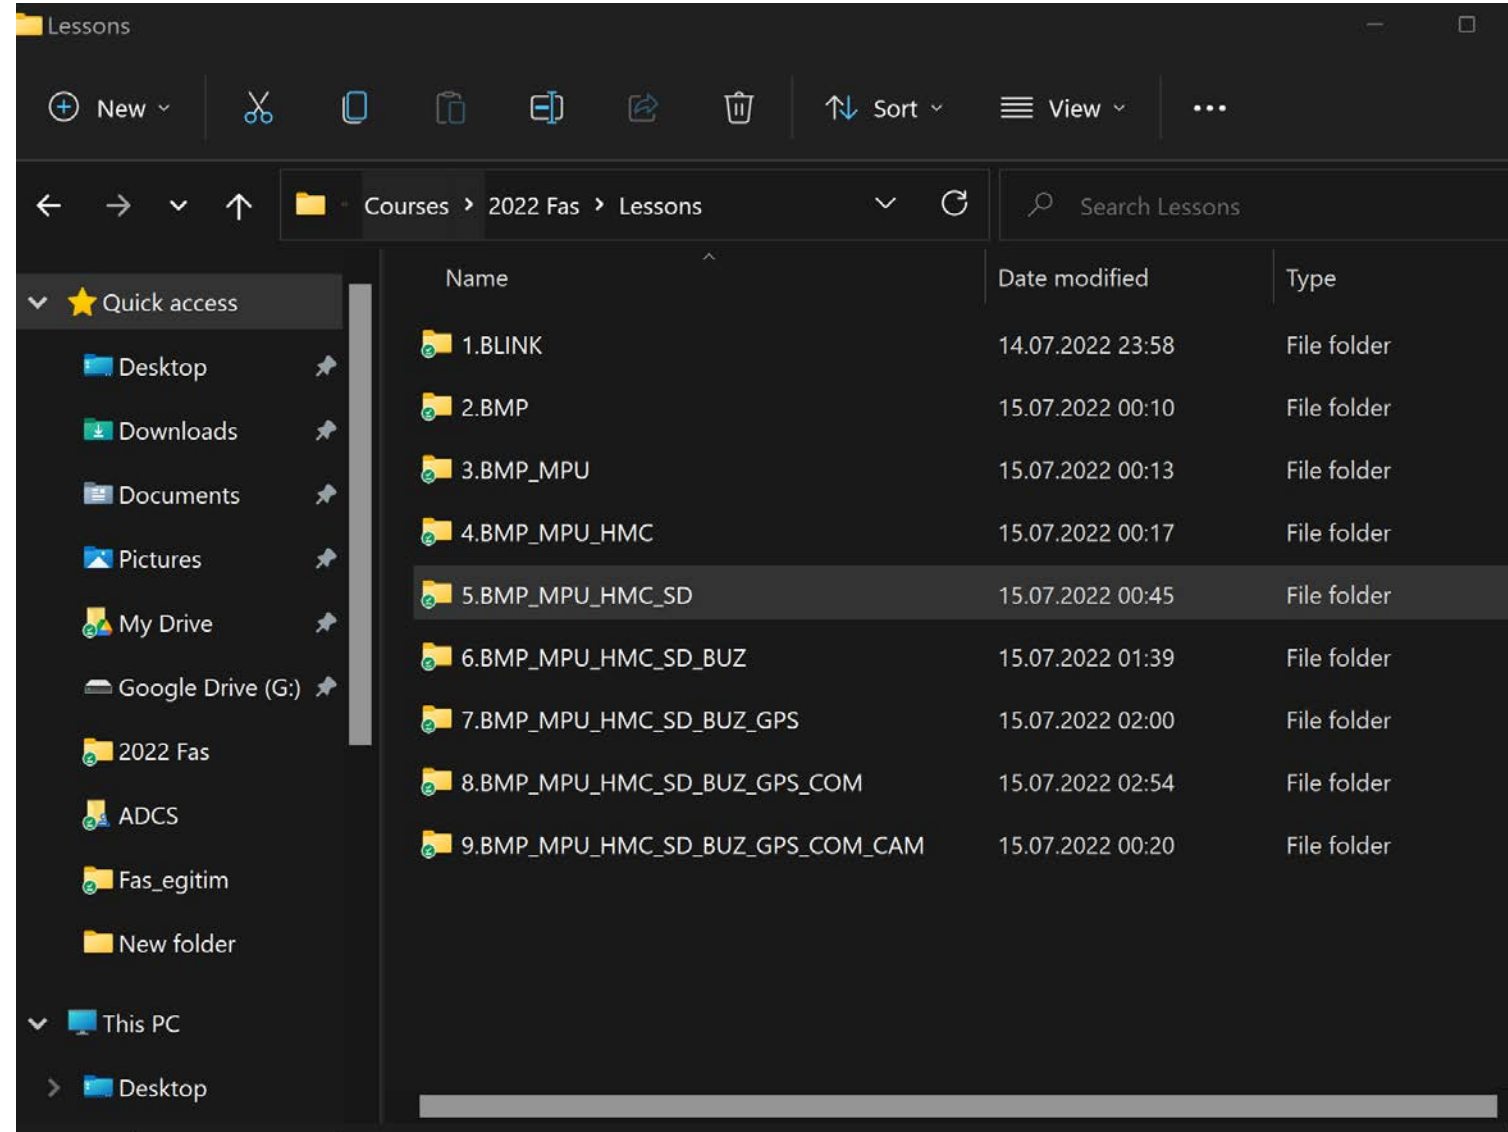 Lessons
New
Sort
View
Courses > 2022 Fas > Lessons
Search Lessons
Name Date modified Type
Quick access
Desktop
Downloads
Documents
Pictures
My Drive
Google Drive (G:)
2022 Fas
ADCS
Fas_egitim
New folder
This PC
Desktop
1.BLINK 14.07.2022 23:58 File folder
2.BMP 15.07.2022 00:10 File folder
3.BMP_MPU 15.07.2022 00:13 File folder
4.BMP_MPU_HMC 15.07.2022 00:17 File folder
5.BMP_MPU_HMC_SD 15.07.2022 00:45 File folder
6.BMP_MPU_HMC_SD_BUZ 15.07.2022 01:39 File folder
7.BMP_MPU_HMC_SD_BUZ_GPS 15.07.2022 02:00 File folder
8.BMP_MPU_HMC_SD_BUZ_GPS_COM 15.07.2022 02:54 File folder
9.BMP_MPU_HMC_SD_BUZ_GPS_COM_CAM 15.07.2022 00:20 File folder